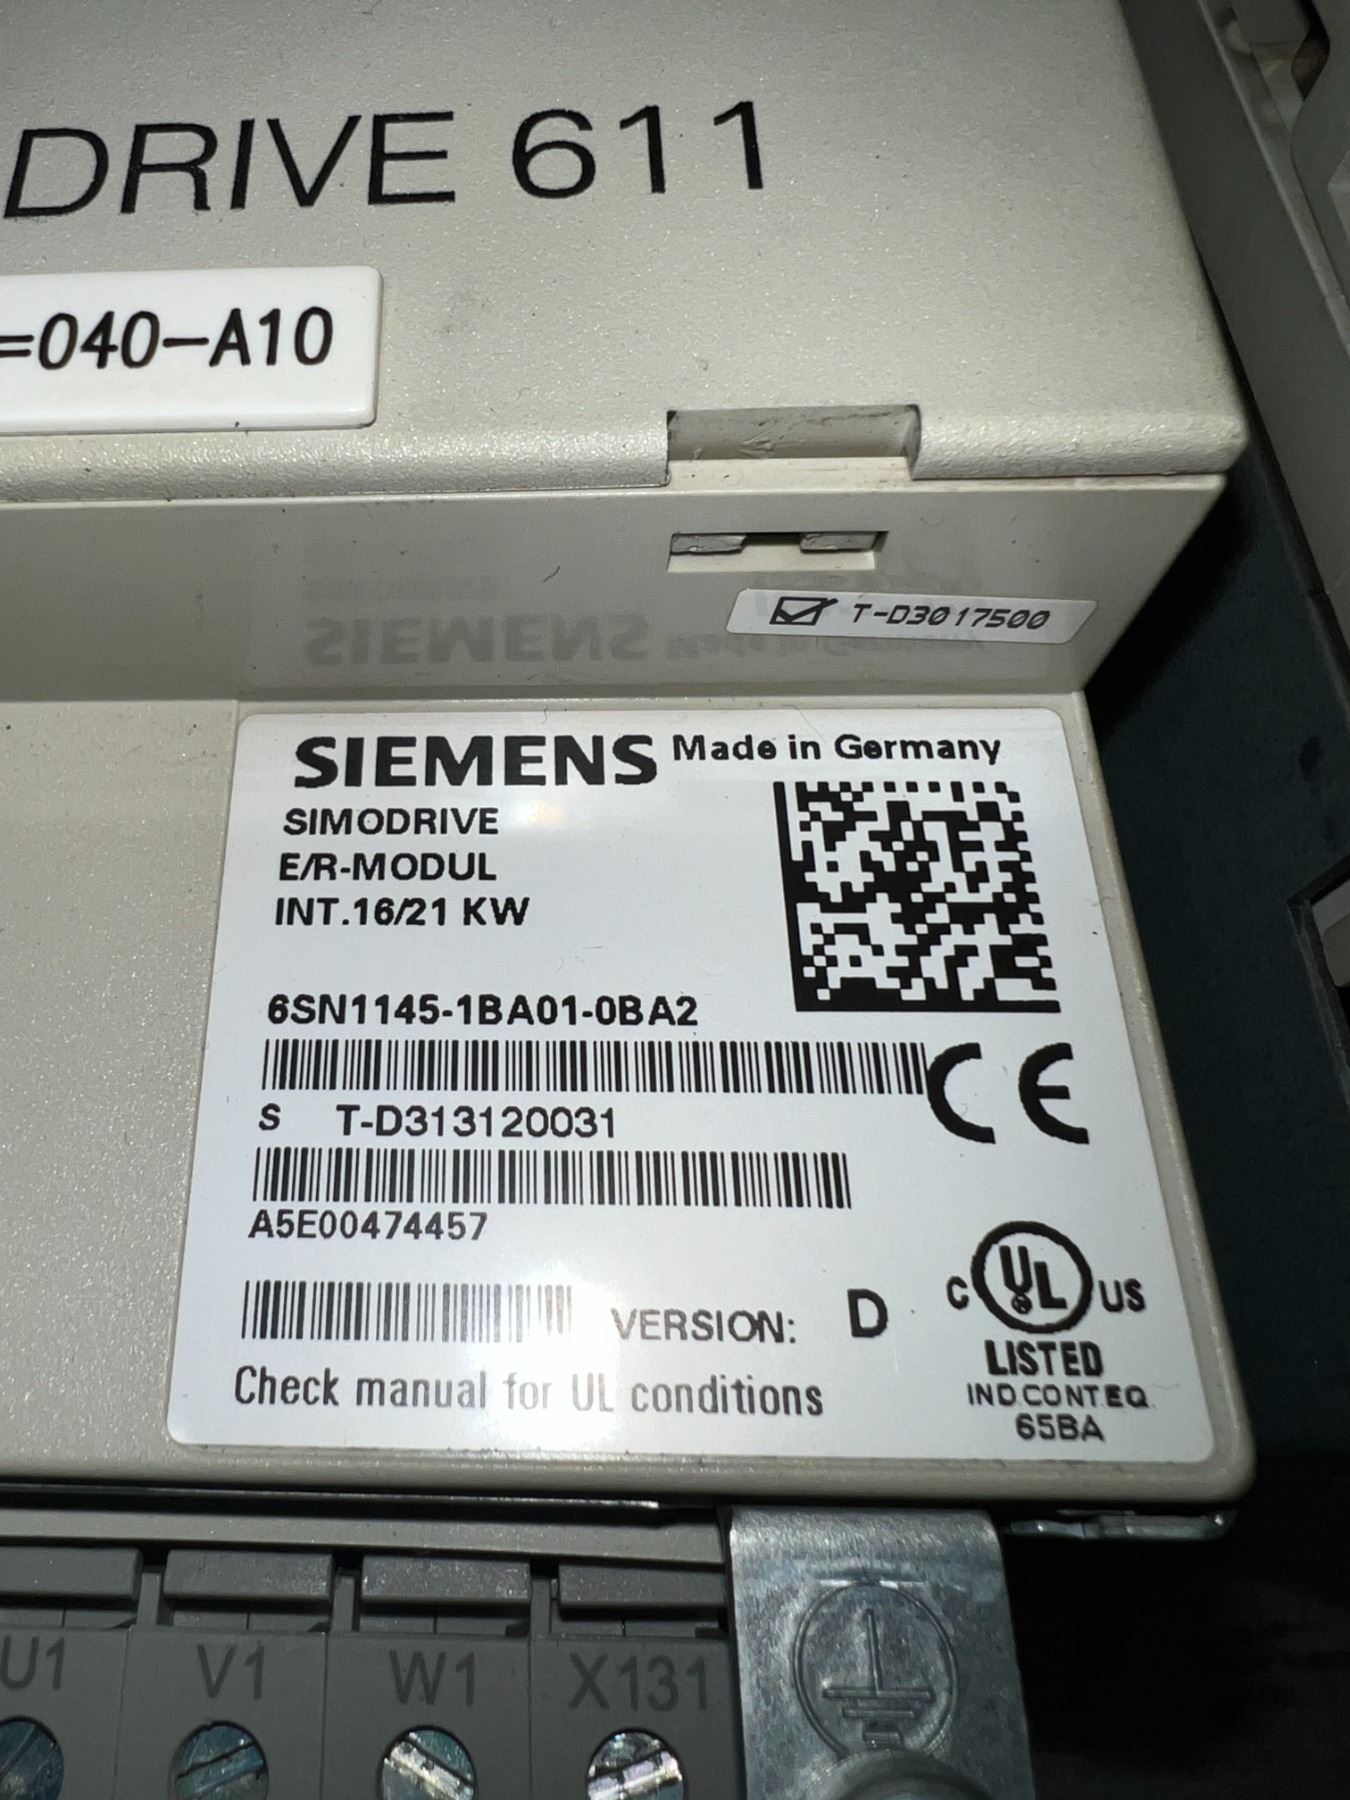 DRIVE 611
=040-A10
T-D3017500
SIEMENS Made in Germany
SIMODRIVE
E/R-MODUL
INT.16/21 KW
6SN1145-1BA01-0BA2
S T-D313120031
A5E00474457
VERSION: D
Check manual for UL conditions
CE
C UL US
LISTED
IND.CONT.EQ.
65BA
U1 V1 W1 X131